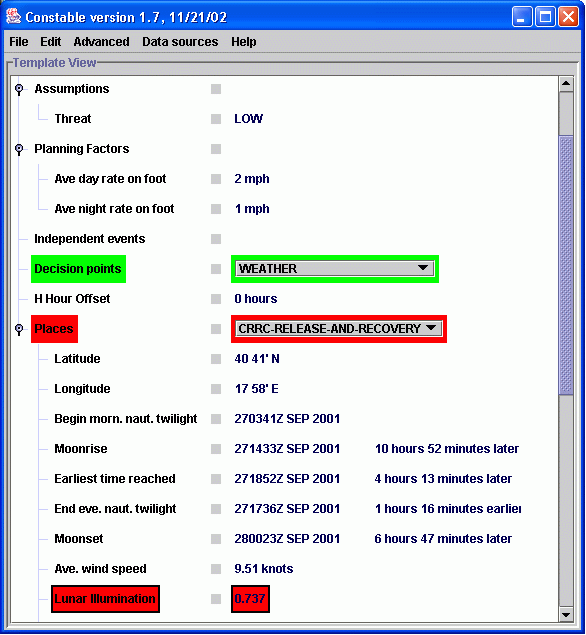 Constable version 1.7, 11/21/02
File Edit Advanced Data sources Help
Template View
Assumptions
Threat LOW
Planning Factors
Ave day rate on foot 2 mph
Ave night rate on foot 1 mph
Independent events
Decision points WEATHER
H Hour Offset 0 hours
Places CRRC-RELEASE-AND-RECOVERY
Latitude 40 41' N
Longitude 17 58' E
Begin morn. naut. twilight 270341Z SEP 2001
Moonrise 271433Z SEP 2001 10 hours 52 minutes later
Earliest time reached 271852Z SEP 2001 4 hours 13 minutes later
End eve. naut. twilight 271736Z SEP 2001 1 hours 16 minutes earlier
Moonset 280023Z SEP 2001 6 hours 47 minutes later
Ave. wind speed 9.51 knots
Lunar Illumination 0.737